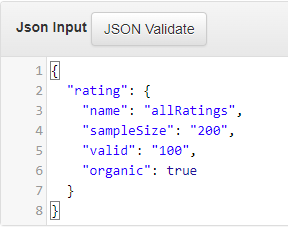 Json Input JSON Validate
1 {
2   "rating": {
3     "name": "allRatings",
4     "sampleSize": "200",
5     "valid": "100",
6     "organic": true
7   }
8 }